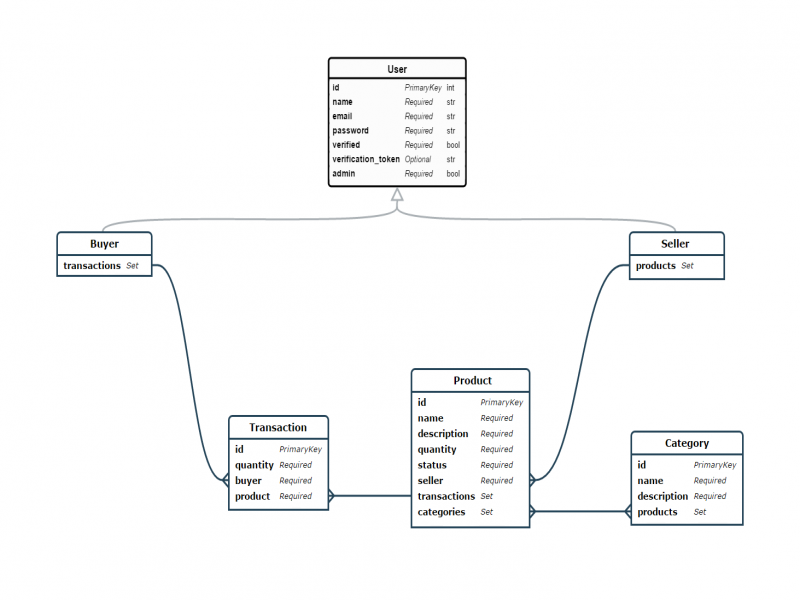 User
id PrimaryKey int
name Required str
email Required str
password Required str
verified Required bool
verification_token Optional str
admin Required bool
Buyer
transactions Set
Seller
products Set
Transaction
id PrimaryKey
quantity Required
buyer Required
product Required
Product
id PrimaryKey
name Required
description Required
quantity Required
status Required
seller Required
transactions Set
categories Set
Category
id PrimaryKey
name Required
description Required
products Set